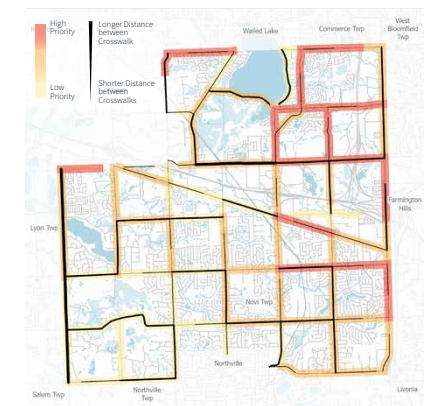 High
Priority
Longer Distance
between
Crosswalk
Low
Priority
Shorter Distance
between
Crosswalks
Walled Lake
Commerce Twp
West
Bloomfield
Twp
Farmington
Hills
Lyon Twp
Novi Twp
Northville
Salem Twp
Northville
Twp
Livonia